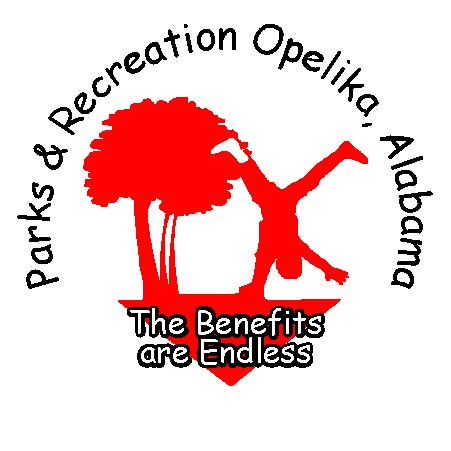 Parks & Recreation Opelika, Alabama
The Benefits
are Endless